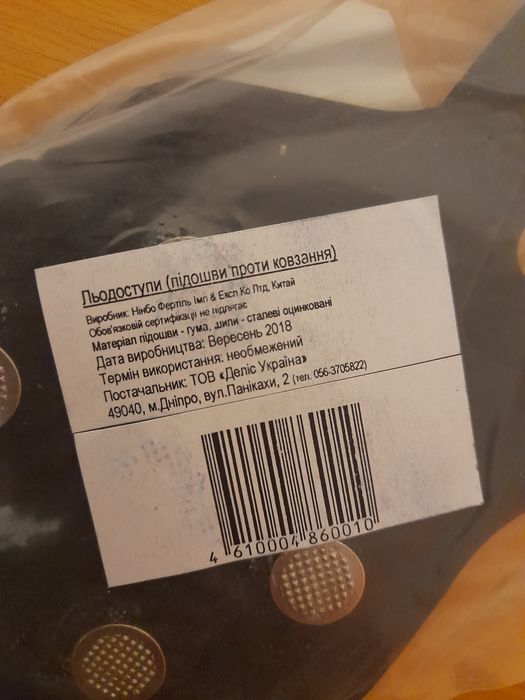 Льодоступи (підошви проти ковзання)
Виробник: Нінбо Фертіль Імп & Експ Ко Лтд, Китай
Обов'язковій сертифікації не підлягає
Матеріал підошви - гума, шипи - сталеві оцинковані
Дата виробництва: Вересень 2018
Термін використання: необмежений
Постачальник: ТОВ «Деліс Україна»
49040, м.Дніпро, вул.Панікахи, 2 (тел. 056-3705822)
4 610004 860010